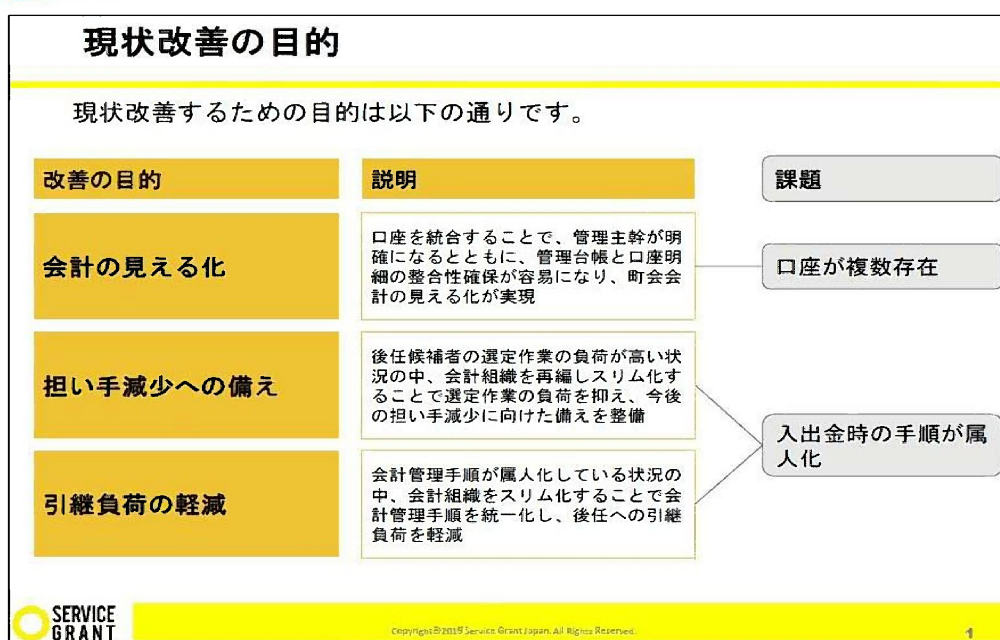 現状改善の目的
現状改善するための目的は以下の通りです。
改善の目的
説明
課題
会計の見える化
口座を統合することで、管理主幹が明
確になるとともに、管理台帳と口座明
細の整合性確保が容易になり、町会会
計の見える化が実現
口座が複数存在
担い手減少への備え
後任候補者の選定作業の負荷が高い状
況の中、会計組織を再編しスリム化す
ることで選定作業の負荷を抑え、今後
の担い手減少に向けた備えを整備
入出金時の手順が属
人化
引継負荷の軽減
会計管理手順が属人化している状況の
中、会計組織をスリム化することで会
計管理手順を統一化し、後任への引継
負荷を軽減
SERVICE
GRANT
Copyright©2015 Service Grant Japan. All Rights Reserved.
1